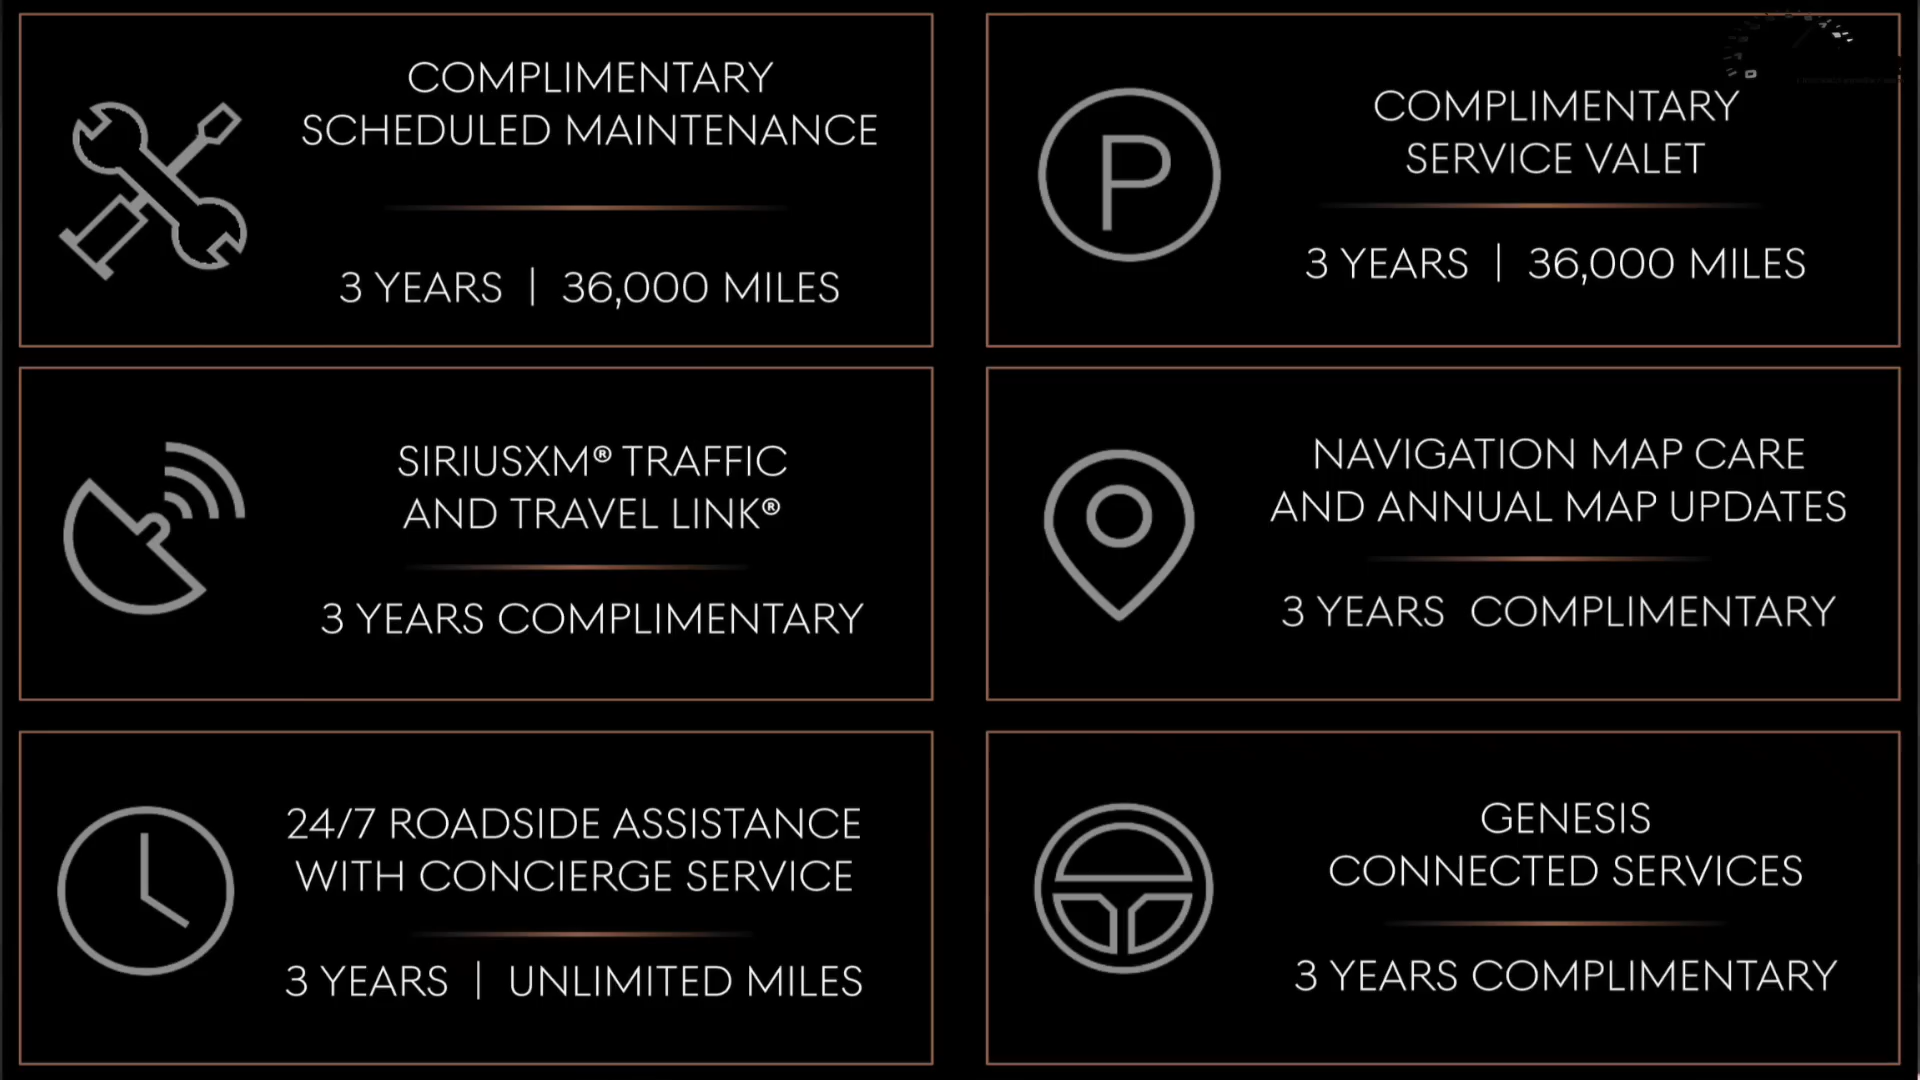 COMPLIMENTARY
SCHEDULED MAINTENANCE
3 YEARS | 36,000 MILES
P
COMPLIMENTARY
SERVICE VALET
3 YEARS | 36,000 MILES
SIRIUSXM® TRAFFIC
AND TRAVEL LINK®
3 YEARS COMPLIMENTARY
NAVIGATION MAP CARE
AND ANNUAL MAP UPDATES
3 YEARS COMPLIMENTARY
24/7 ROADSIDE ASSISTANCE
WITH CONCIERGE SERVICE
3 YEARS | UNLIMITED MILES
GENESIS
CONNECTED SERVICES
3 YEARS COMPLIMENTARY